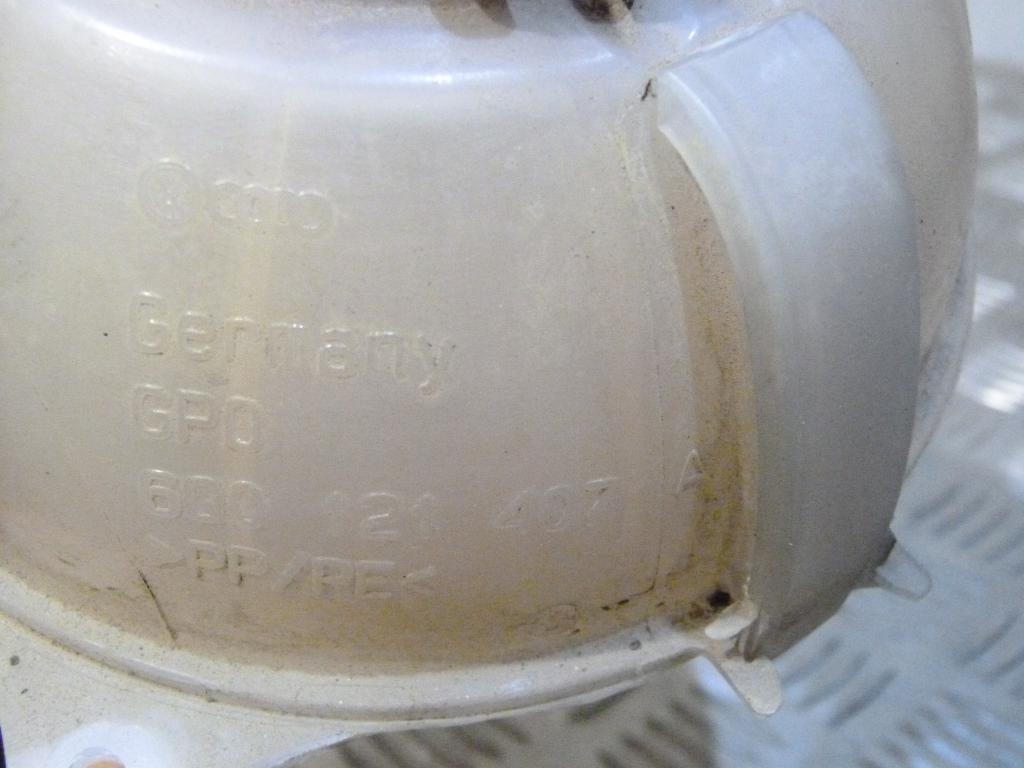 Germany
GPO
6Q0 121 407 A
>PP/PE<